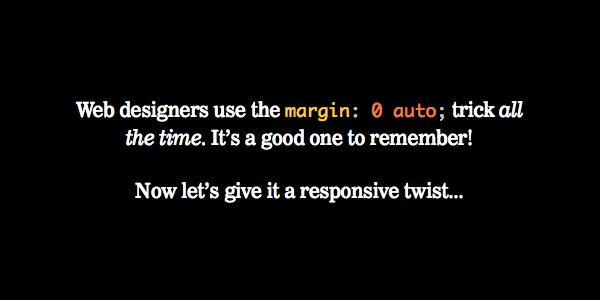 Web designers use the margin: 0 auto; trick all
the time. It’s a good one to remember!
Now let’s give it a responsive twist...